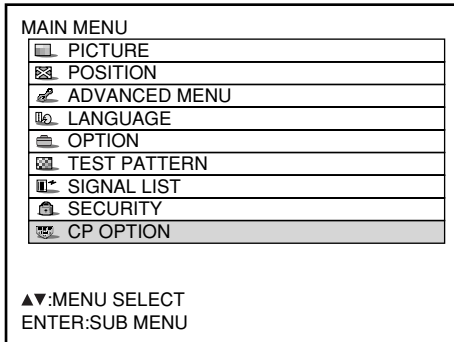 MAIN MENU
PICTURE
POSITION
ADVANCED MENU
LANGUAGE
OPTION
TEST PATTERN
SIGNAL LIST
SECURITY
CP OPTION
▲▼:MENU SELECT
ENTER:SUB MENU